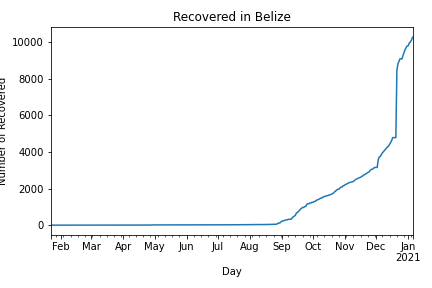 Recovered in Belize
Number of Recovered
10000
8000
6000
4000
2000
0
Feb Mar Apr May Jun Jul Aug Sep Oct Nov Dec Jan
2021
Day